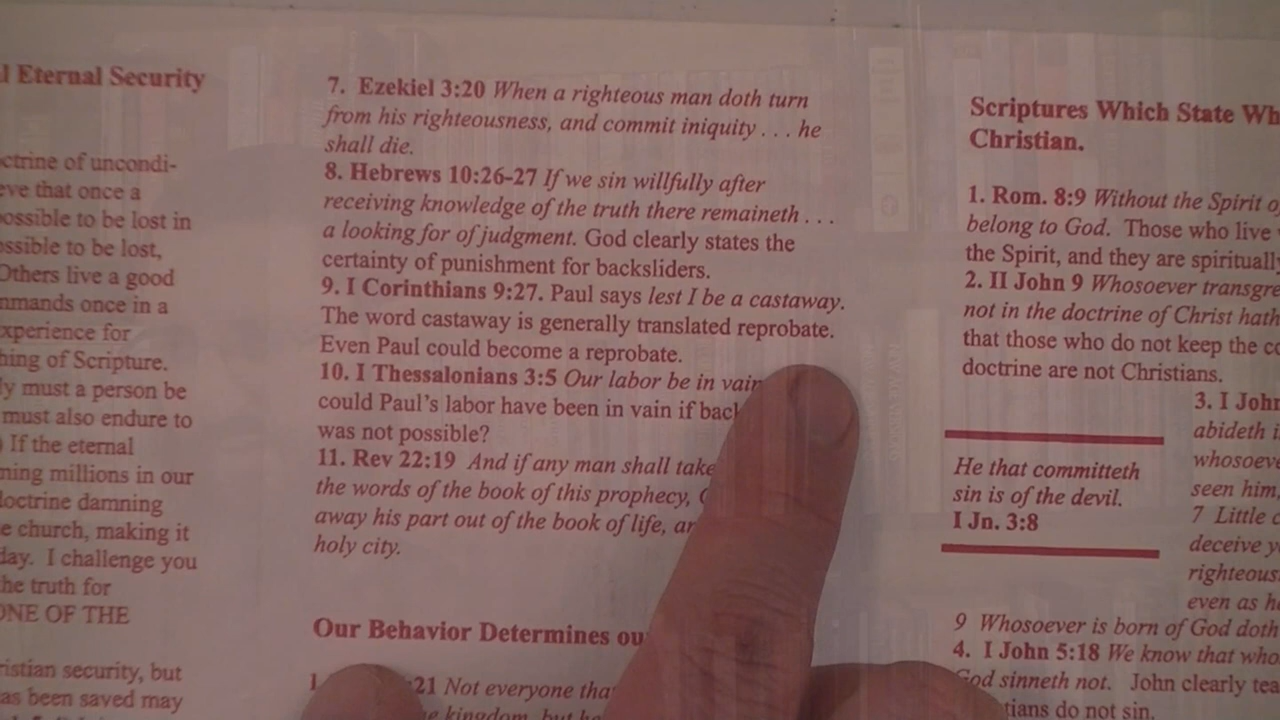 l Eternal Security
doctrine of uncondi-
eve that once a
possible to be lost in
ossible to be lost,
Others live a good
mmands once in a
xperience for
hing of Scripture.
ly must a person be
must also endure to
) If the eternal
ning millions in our
doctrine damning
e church, making it
day. I challenge you
the truth for
ONE OF THE
ristian security, but
as been saved may
7. Ezekiel 3:20 When a righteous man doth turn
from his righteousness, and commit iniquity . . . he
shall die.
8. Hebrews 10:26-27 If we sin willfully after
receiving knowledge of the truth there remaineth . . .
a looking for of judgment. God clearly states the
certainty of punishment for backsliders.
9. I Corinthians 9:27. Paul says lest I be a castaway.
The word castaway is generally translated reprobate.
Even Paul could become a reprobate.
10. I Thessalonians 3:5 Our labor be in vain
could Paul's labor have been in vain if back
was not possible?
11. Rev 22:19 And if any man shall take
the words of the book of this prophecy,
away his part out of the book of life, an
holy city.
Our Behavior Determines ou
:21 Not everyone that
kingdom, but he
Scriptures Which State Wh
Christian.
1. Rom. 8:9 Without the Spirit o
belong to God. Those who live
the Spirit, and they are spiritually
2. II John 9 Whosoever transgre
not in the doctrine of Christ hath
that those who do not keep the co
doctrine are not Christians.
He that committeth
sin is of the devil.
I Jn. 3:8
3. I John
abideth i
whosoeve
seen him,
7 Little c
deceive y
righteous
even as he
9 Whosoever is born of God doth
4. I John 5:18 We know that who
God sinneth not. John clearly tea
tians do not sin.